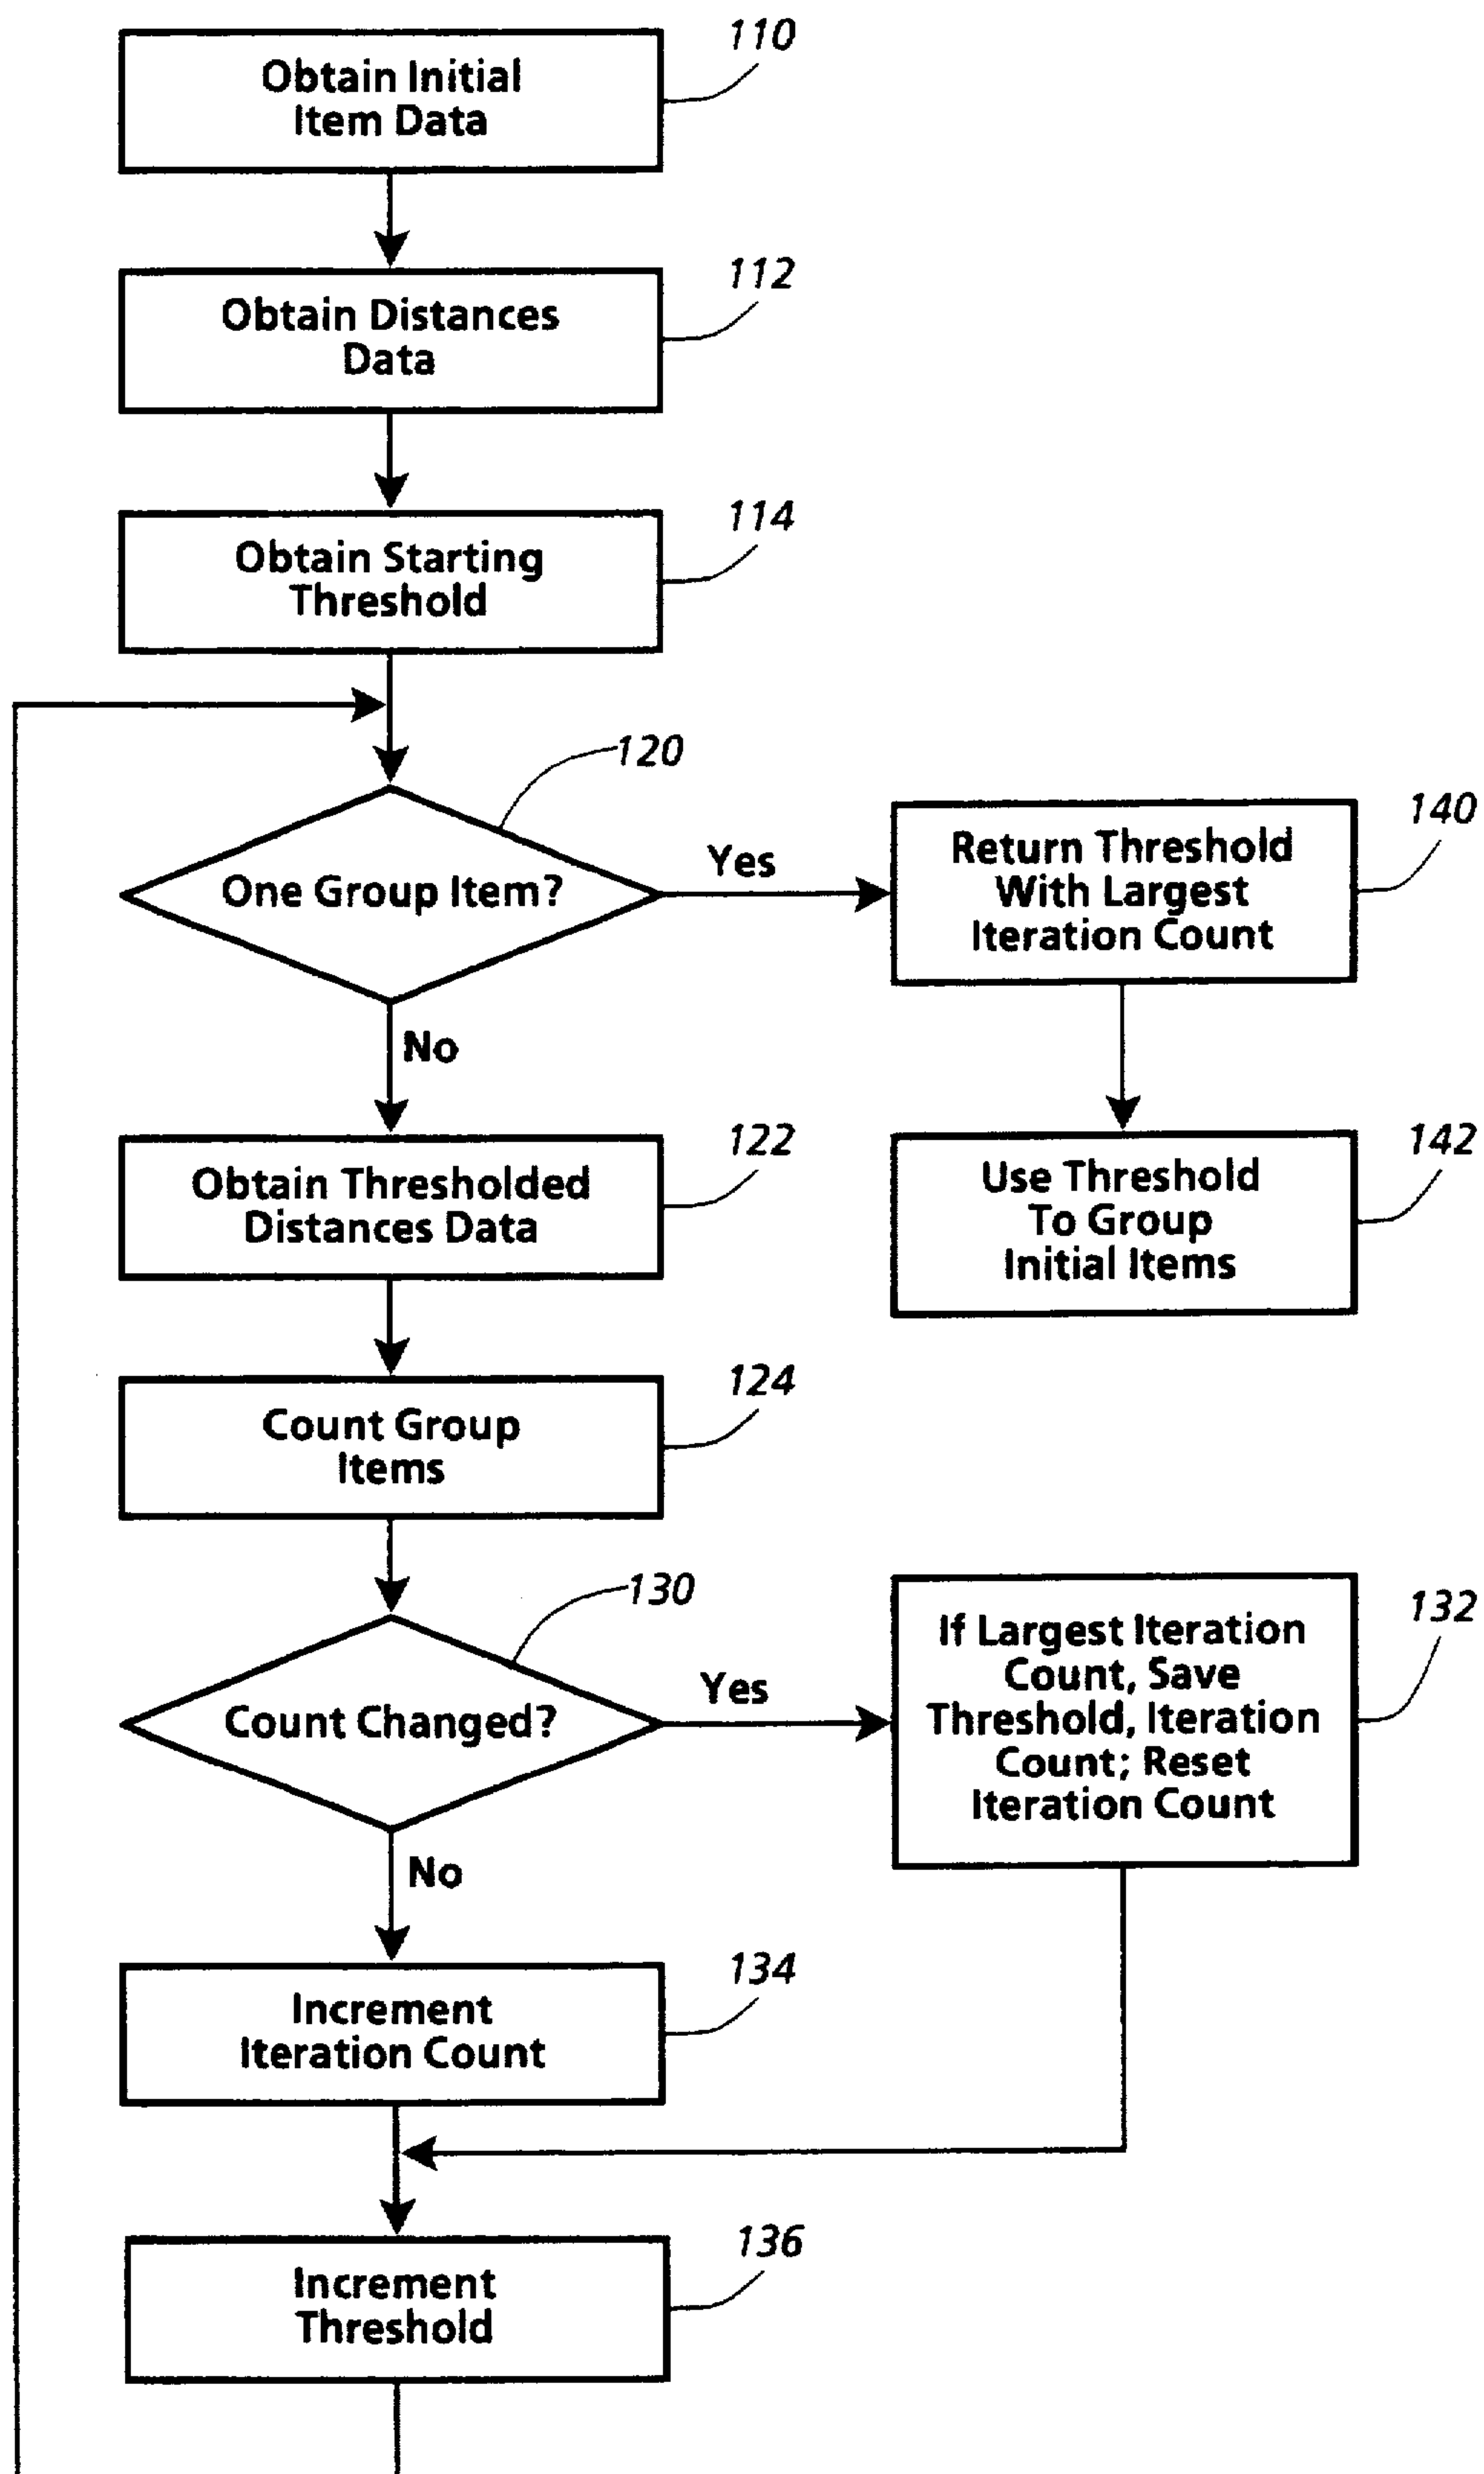 110
Obtain Initial
Item Data
112
Obtain Distances
Data
114
Obtain Starting
Threshold
120
One Group Item?
Yes
140
Return Threshold
With Largest
Iteration Count
No
122
Obtain Thresholded
Distances Data
142
Use Threshold
To Group
Initial Items
124
Count Group
Items
130
Count Changed?
Yes
132
If Largest Iteration
Count, Save
Threshold, Iteration
Count; Reset
Iteration Count
No
134
Increment
Iteration Count
136
Increment
Threshold